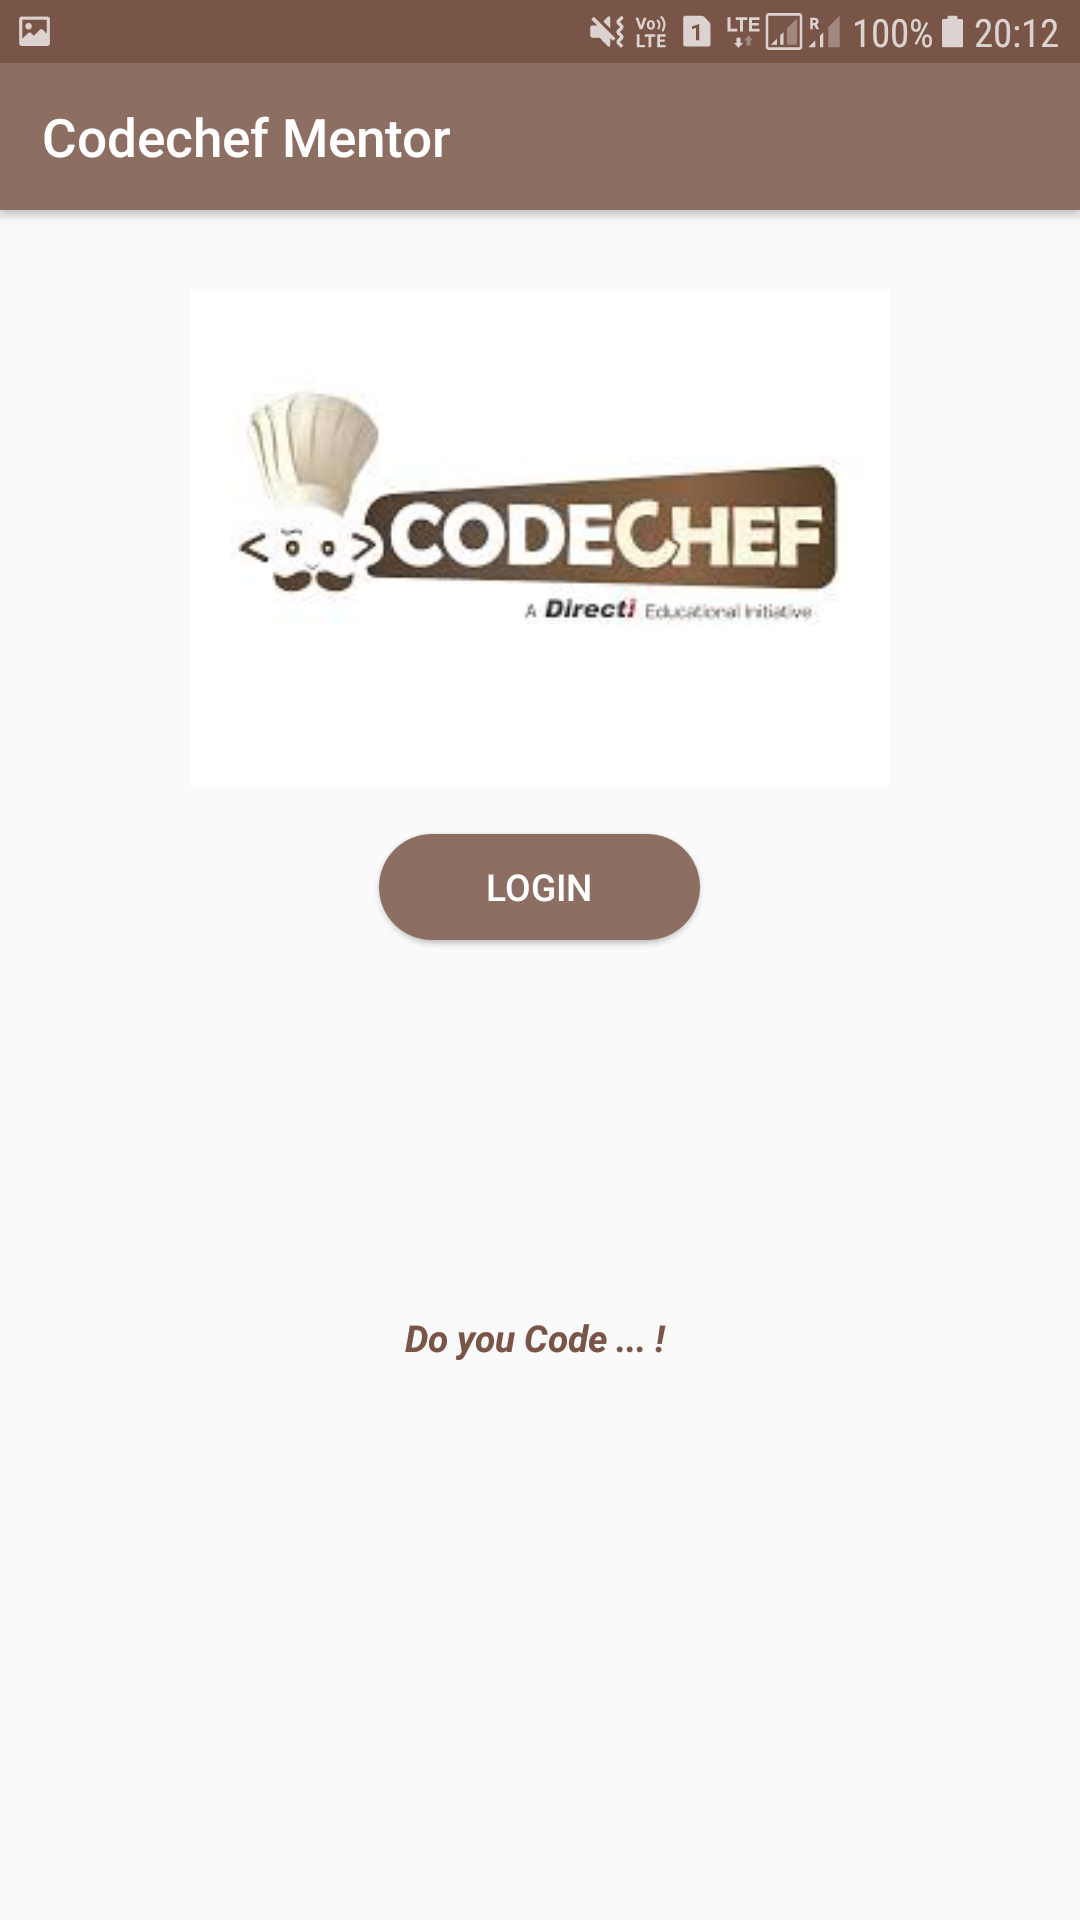 Vo)) LTE 1 LTE R 100% 20:12
Codechef Mentor
< > CODECHEF
A Directi Educational Initiative
LOGIN
Do you Code ... !